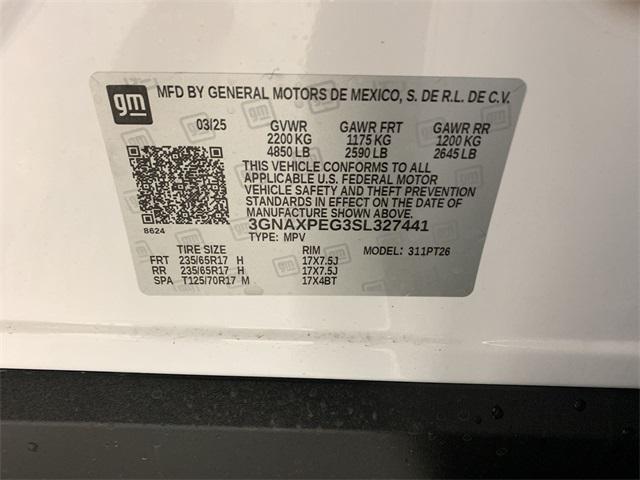 gm MFD BY GENERAL MOTORS DE MEXICO, S. DE R.L. DE C.V.
03/25 GVWR GAWR FRT GAWR RR
2200 KG 1175 KG 1200 KG
4850 LB 2590 LB 2645 LB
THIS VEHICLE CONFORMS TO ALL
APPLICABLE U.S. FEDERAL MOTOR
VEHICLE SAFETY AND THEFT PREVENTION
STANDARDS IN EFFECT ON THE DATE OF
MANUFACTURE SHOWN ABOVE.
8624 3GNAXPEG3SL327441
TYPE: MPV
TIRE SIZE RIM MODEL: 311PT26
FRT 235/65R17 H 17X7.5J
RR 235/65R17 H 17X7.5J
SPA T125/70R17 M 17X4BT